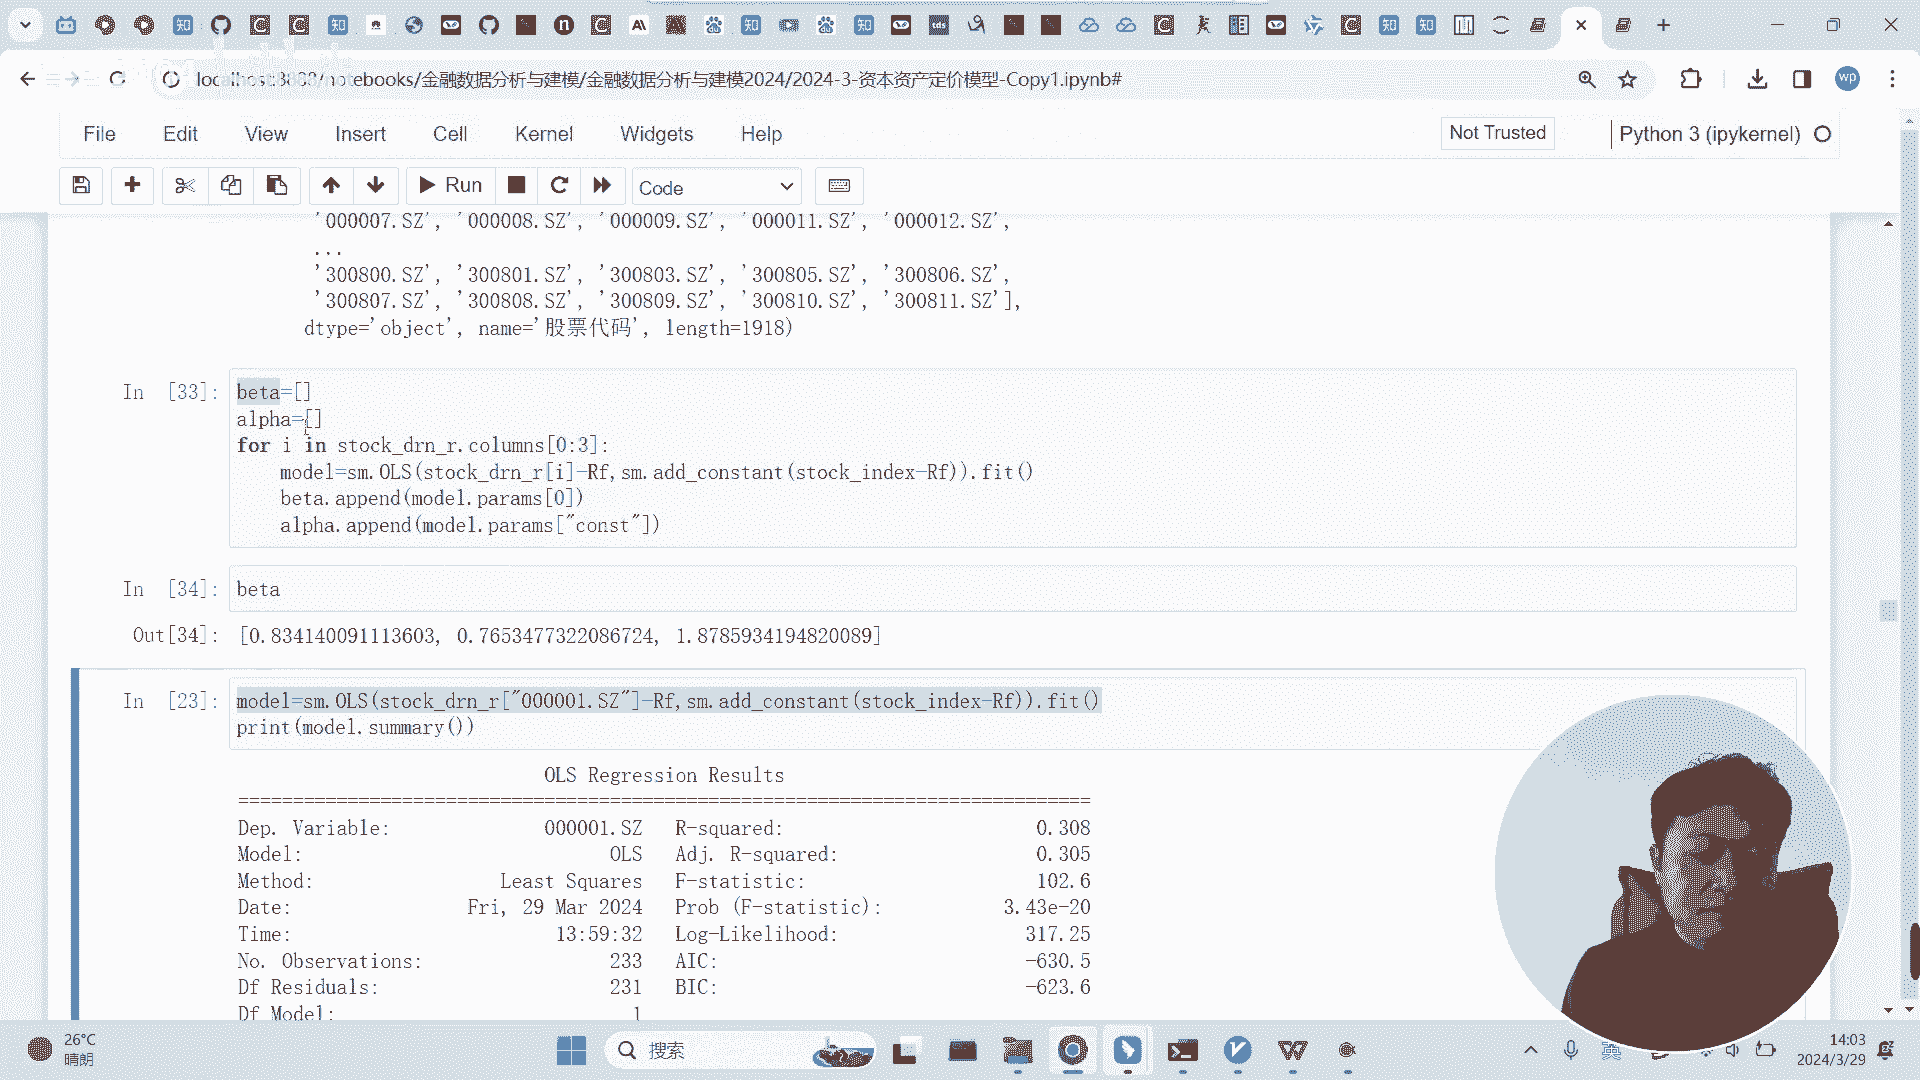 localhost:8888/notebooks/金融数据分析与建模/金融数据分析与建模2024/2024-3-资本资产定价模型-Copy1.ipynb#
wp
File Edit View Insert Cell Kernel Widgets Help
Not Trusted
Python 3 (ipykernel)
Run
Code
'000007.SZ', '000008.SZ', '000009.SZ', '000011.SZ', '000012.SZ',
...
'300800.SZ', '300801.SZ', '300803.SZ', '300805.SZ', '300806.SZ',
'300807.SZ', '300808.SZ', '300809.SZ', '300810.SZ', '300811.SZ'],
dtype='object', name='股票代码', length=1918)
In [33]: beta=[]
alpha=[]
for i in stock_drn_r.columns[0:3]:
model=sm.OLS(stock_drn_r[i]-Rf,sm.add_constant(stock_index-Rf)).fit()
beta.append(model.params[0])
alpha.append(model.params["const"])
In [34]: beta
Out[34]: [0.834140091113603, 0.7653477322086724, 1.8785934194820089]
In [23]: model=sm.OLS(stock_drn_r["000001.SZ"]-Rf,sm.add_constant(stock_index-Rf)).fit()
print(model.summary())
OLS Regression Results
==============================================================================
Dep. Variable: 000001.SZ R-squared: 0.308
Model: OLS Adj. R-squared: 0.305
Method: Least Squares F-statistic: 102.6
Date: Fri, 29 Mar 2024 Prob (F-statistic): 3.43e-20
Time: 13:59:32 Log-Likelihood: 317.25
No. Observations: 233 AIC: -630.5
Df Residuals: 231 BIC: -623.6
Df Model: 1
26°C
晴朗
搜索
英
14:03
2024/3/29